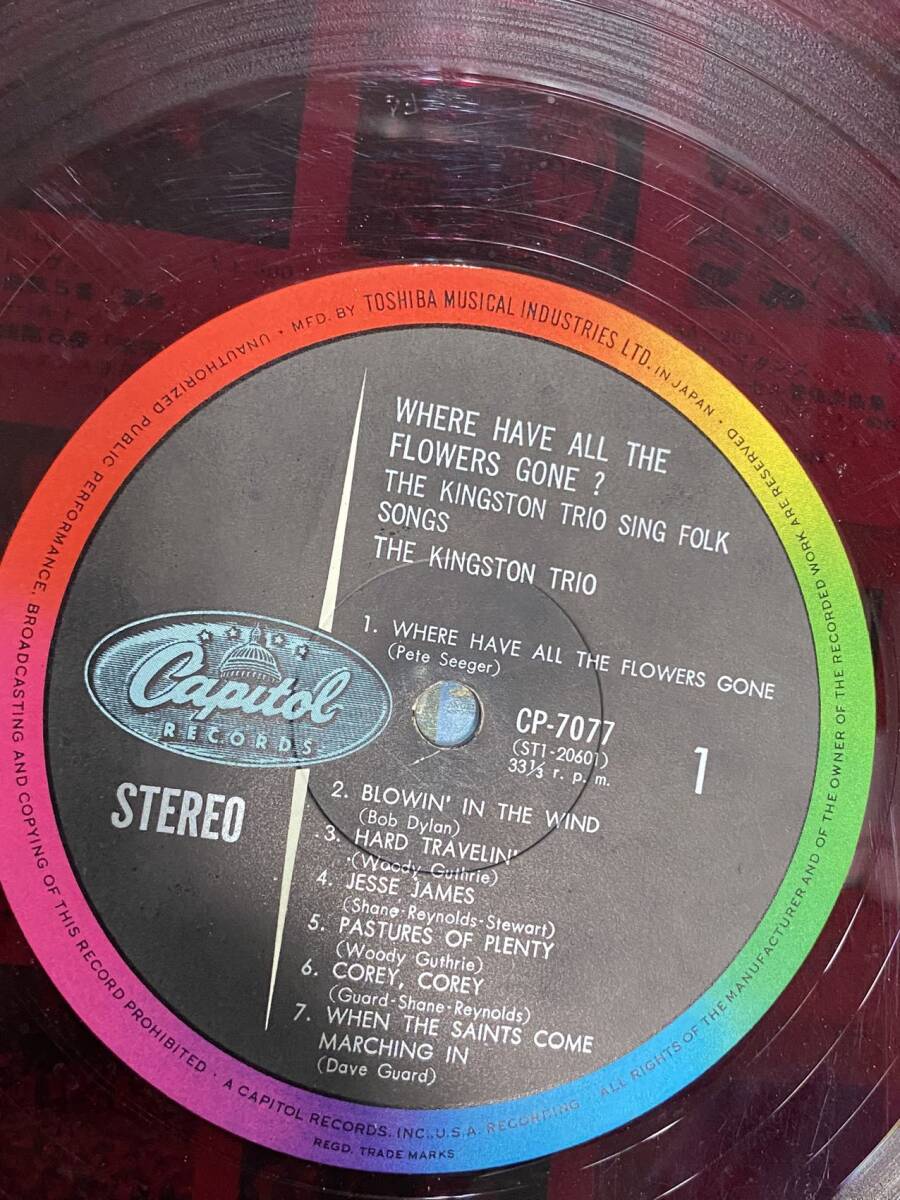 MFD. BY TOSHIBA MUSICAL INDUSTRIES LTD. IN JAPAN · ALL RIGHTS OF THE MANUFACTURER AND OF THE OWNER OF THE RECORDED WORK ARE RESERVED
UNAUTHORIZED PUBLIC PERFORMANCE, BROADCASTING AND COPYING OF THIS RECORD PROHIBITED · A CAPITOL RECORDS, INC., U.S.A. RECORDING ·
REGD. TRADE MARKS
WHERE HAVE ALL THE
FLOWERS GONE ?
THE KINGSTON TRIO SING FOLK
SONGS
THE KINGSTON TRIO
1. WHERE HAVE ALL THE FLOWERS GONE
(Pete Seeger)
Capitol
RECORDS
STEREO
CP-7077
(ST1-20601)
33⅓ r. p. m.
1
2. BLOWIN' IN THE WIND
(Bob Dylan)
3. HARD TRAVELIN'
(Woody Guthrie)
4. JESSE JAMES
(Shane-Reynolds-Stewart)
5. PASTURES OF PLENTY
(Woody Guthrie)
6. COREY, COREY
(Guard-Shane-Reynolds)
7. WHEN THE SAINTS COME
MARCHING IN
(Dave Guard)